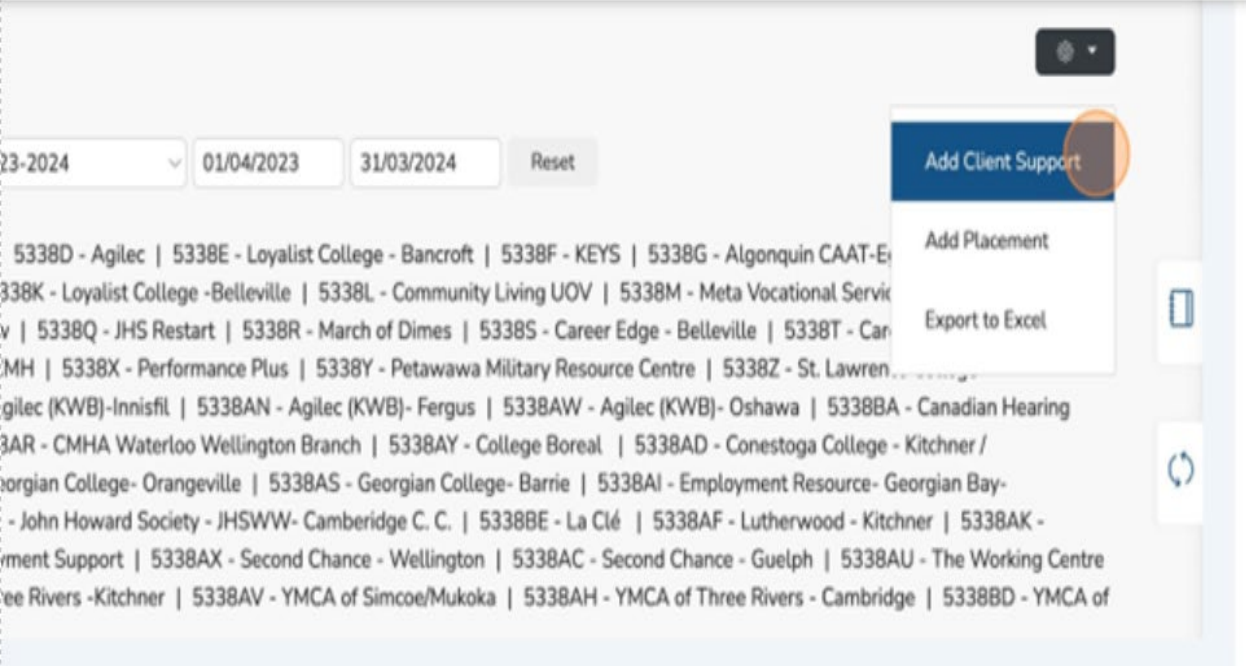 23-2024 01/04/2023 31/03/2024 Reset
Add Client Support
Add Placement
Export to Excel
5338D - Agilec | 5338E - Loyalist College - Bancroft | 5338F - KEYS | 5338G - Algonquin CAAT-E
338K - Loyalist College -Belleville | 5338L - Community Living UOV | 5338M - Meta Vocational Servic
| 5338Q - JHS Restart | 5338R - March of Dimes | 5338S - Career Edge - Belleville | 5338T - Car
MH | 5338X - Performance Plus | 5338Y - Petawawa Military Resource Centre | 5338Z - St. Lawren
gilec (KWB)-Innisfil | 5338AN - Agilec (KWB)- Fergus | 5338AW - Agilec (KWB)- Oshawa | 5338BA - Canadian Hearing
AR - CMHA Waterloo Wellington Branch | 5338AY - College Boreal | 5338AD - Conestoga College - Kitchner /
orgian College- Orangeville | 5338AS - Georgian College- Barrie | 5338AI - Employment Resource- Georgian Bay-
- John Howard Society - JHSWW- Camberidge C. C. | 5338BE - La Clé | 5338AF - Lutherwood - Kitchner | 5338AK -
ment Support | 5338AX - Second Chance - Wellington | 5338AC - Second Chance - Guelph | 5338AU - The Working Centre
ee Rivers -Kitchner | 5338AV - YMCA of Simcoe/Mukoka | 5338AH - YMCA of Three Rivers - Cambridge | 5338BD - YMCA of